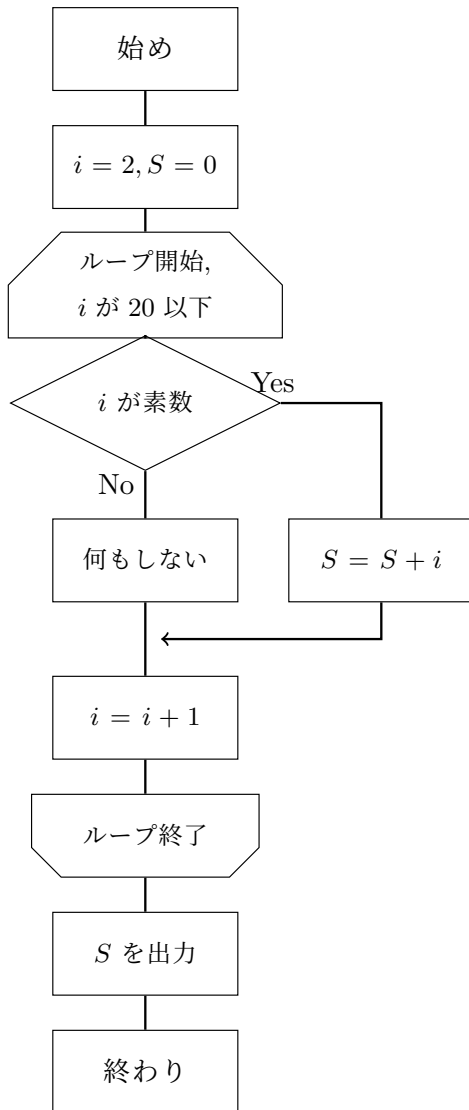 始め
i = 2, S = 0
ループ開始,
i が 20 以下
i が素数
Yes
No
何もしない
S = S + i
i = i + 1
ループ終了
S を出力
終わり